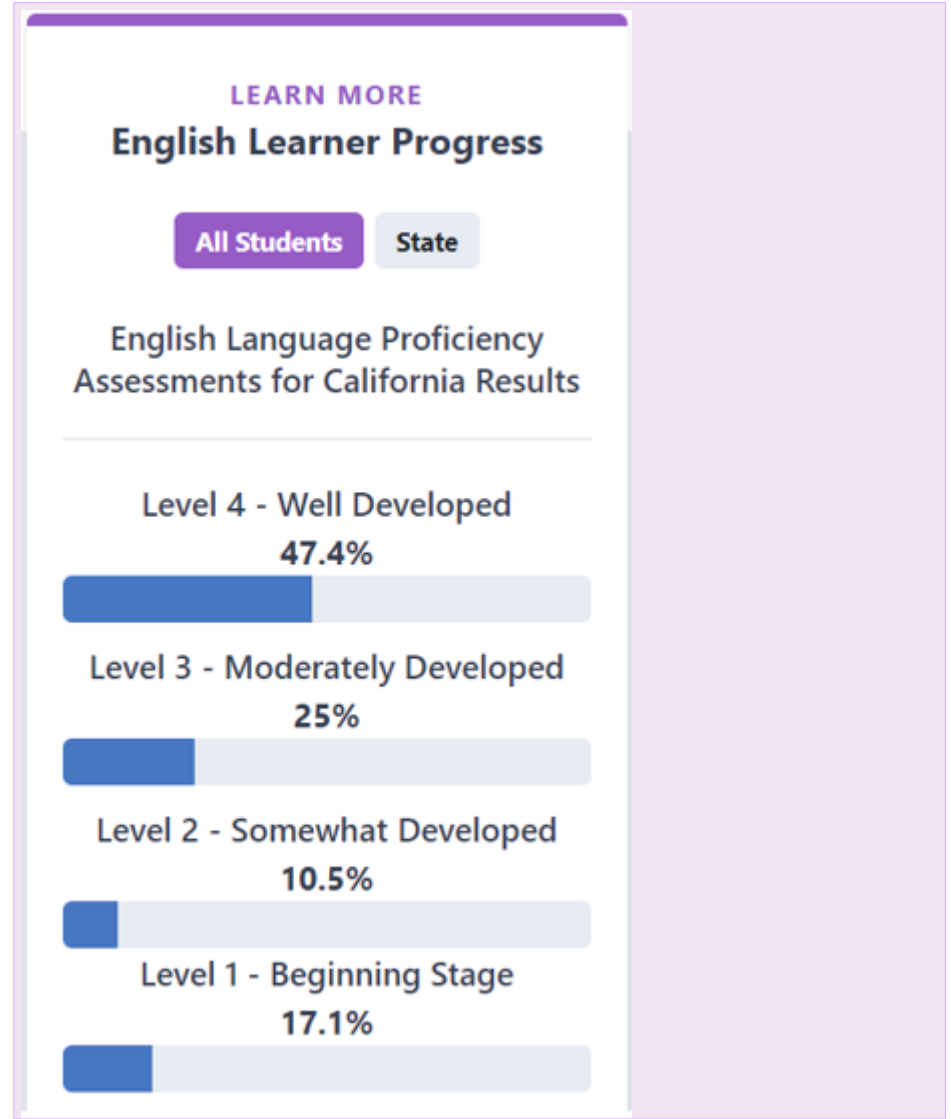 LEARN MORE
English Learner Progress
All Students State
English Language Proficiency
Assessments for California Results
Level 4 - Well Developed
47.4%
Level 3 - Moderately Developed
25%
Level 2 - Somewhat Developed
10.5%
Level 1 - Beginning Stage
17.1%